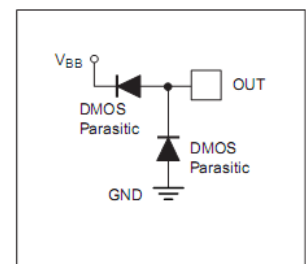 VBB
OUT
DMOS
Parasitic
DMOS
Parasitic
GND